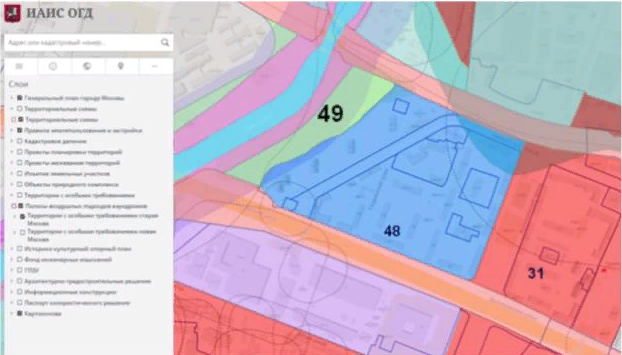 ИАИС ОГД
Адрес или кадастровый номер...
Слои
Генеральный план города Москвы
Территориальные схемы
Территориальные схемы
Правила землепользования и застройки
Кадастровое деление
Проекты планировки территорий
Проекты межевания территорий
Изъятие земельных участков
Объекты природного комплекса
Территории с особыми требованиями
Полосы воздушных подходов аэродромов
Территории с особыми требованиями старая
Москва
Территории с особыми требованиями новая
Москва
Историко-культурный опорный план
Фонд инженерных изысканий
ГПЗУ
Архитектурно-градостроительные решения
Информационные конструкции
Паспорт колористического решения
Картоснова
49
48
31